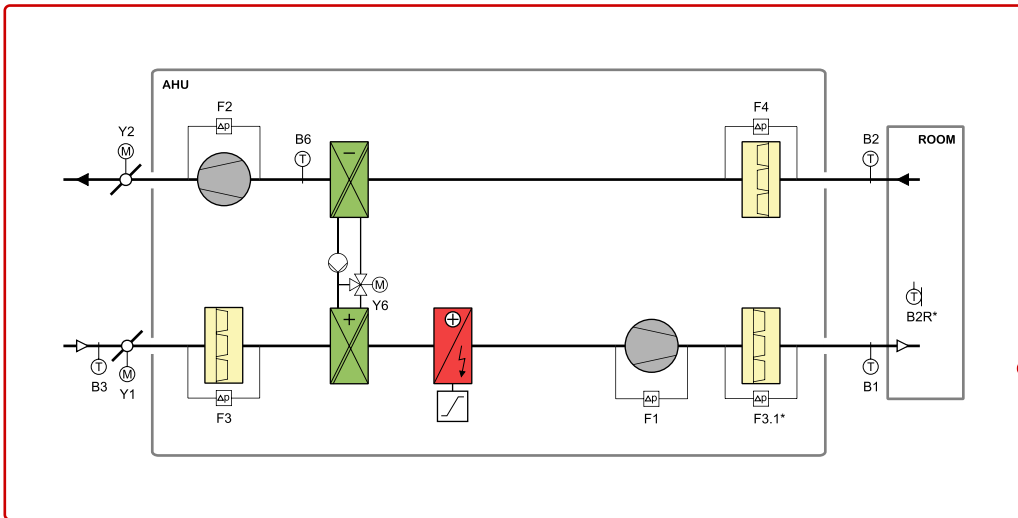 AHU
F2
F4
Y2
B6
B2
ROOM
Δp
Δp
M
T
T
−
T
B2R*
M
Y6
+
T
B3
M
Y1
Δp
F3
Δp
F1
Δp
F3.1*
T
B1